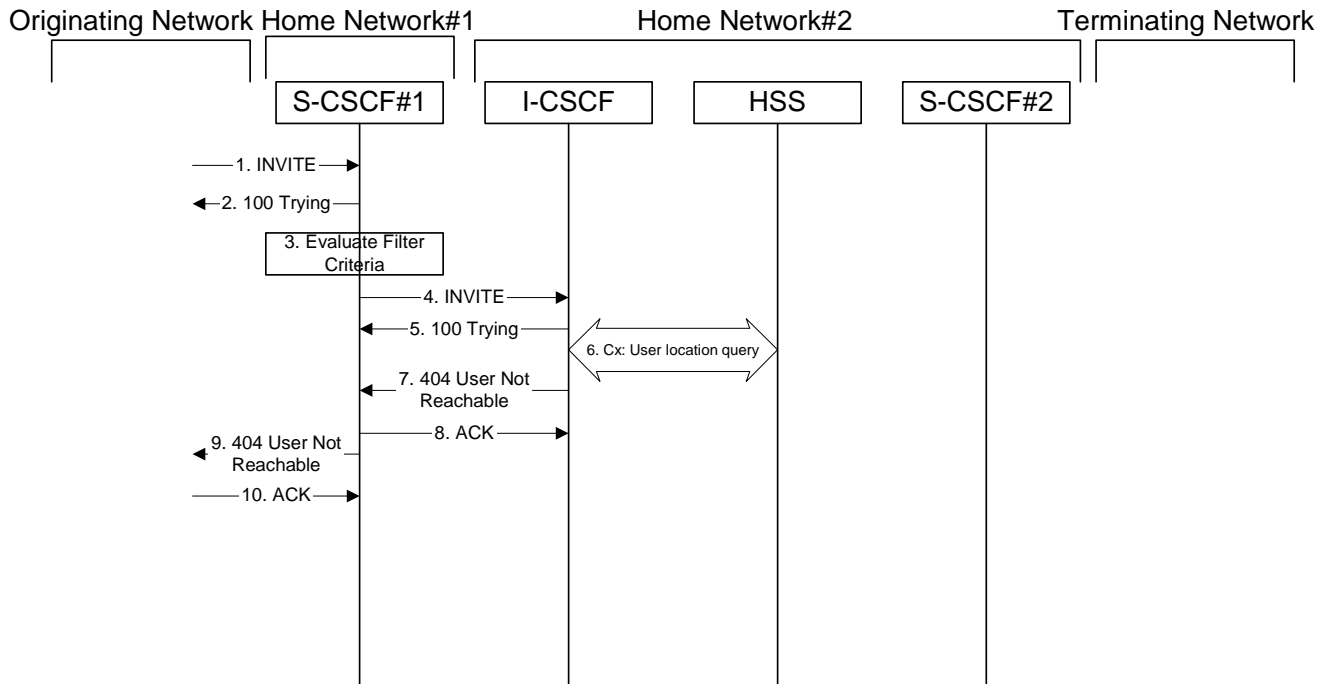 Originating Network Home Network#1 Home Network#2 Terminating Network
S-CSCF#1 I-CSCF HSS S-CSCF#2
1. INVITE
2. 100 Trying
3. Evaluate Filter
Criteria
4. INVITE
5. 100 Trying
6. Cx: User location query
7. 404 User Not
Reachable
8. ACK
9. 404 User Not
Reachable
10. ACK